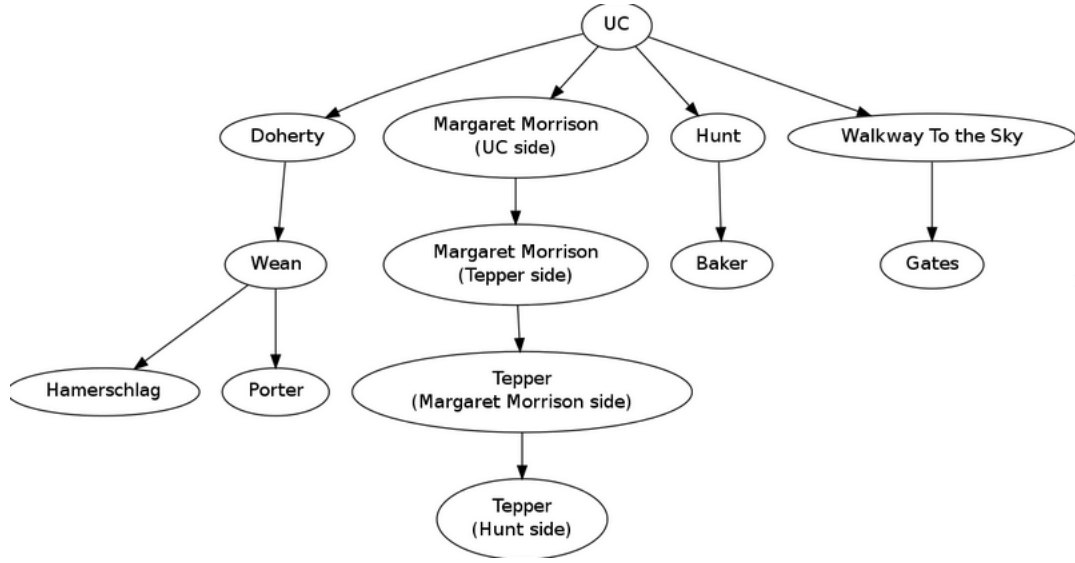 UC
Doherty
Margaret Morrison
(UC side)
Hunt
Walkway To the Sky
Wean
Margaret Morrison
(Tepper side)
Baker
Gates
Hamerschlag
Porter
Tepper
(Margaret Morrison side)
Tepper
(Hunt side)